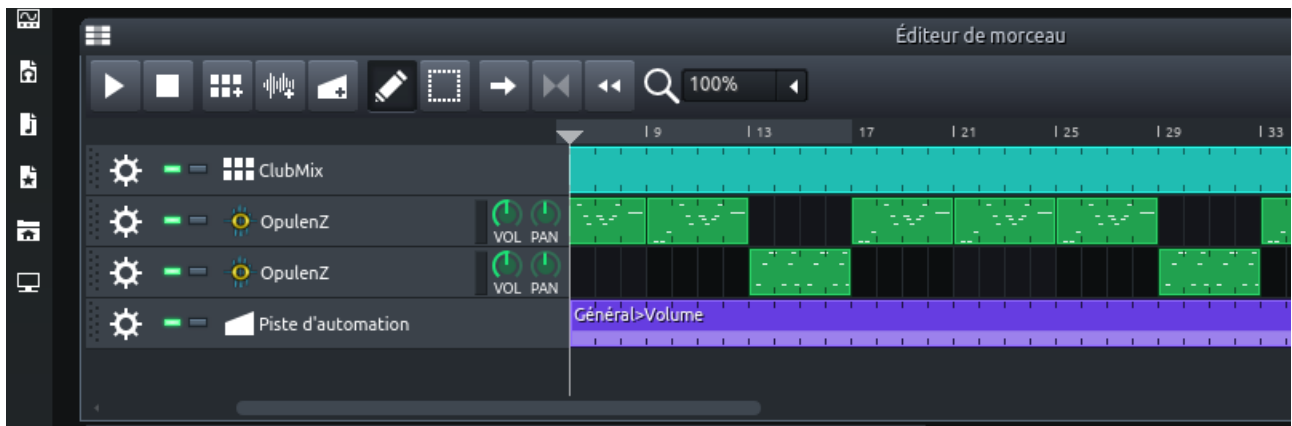 Éditeur de morceau
100%
9 13 17 21 25 29 33
ClubMix
OpulenZ
VOL PAN
OpulenZ
VOL PAN
Piste d'automation
Général>Volume